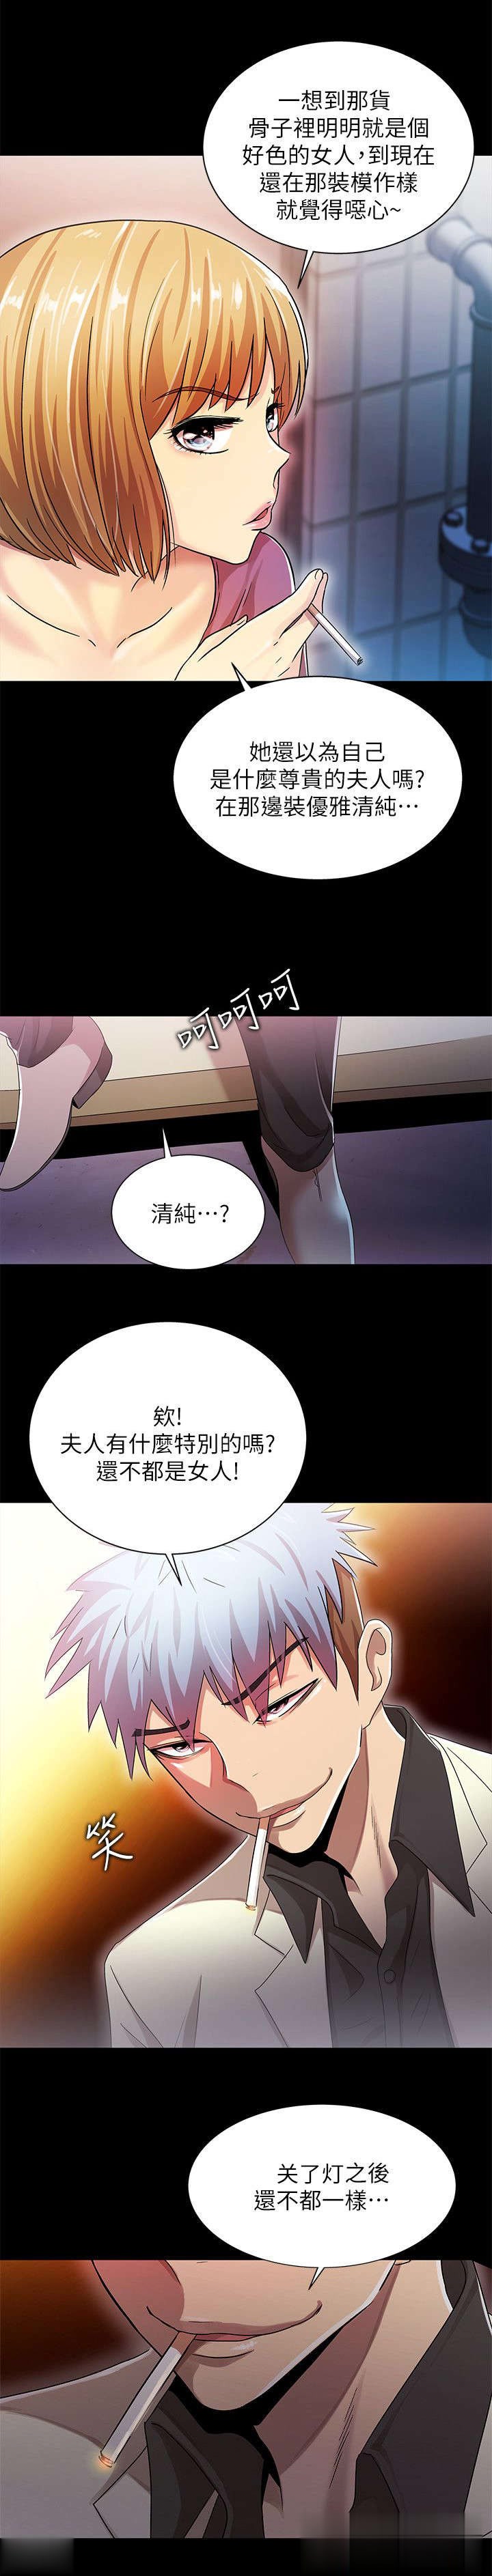 一想到那貨
骨子裡明明就是個
好色的女人,到現在
還在那裝模作樣
就覺得噁心~
她還以為自己
是什麼尊貴的夫人嗎?
在那邊裝優雅清純⋯
呵呵呵
清純⋯?
欸!
夫人有什麼特別的嗎?
還不都是女人!
笑
关了灯之後
還不都一樣⋯